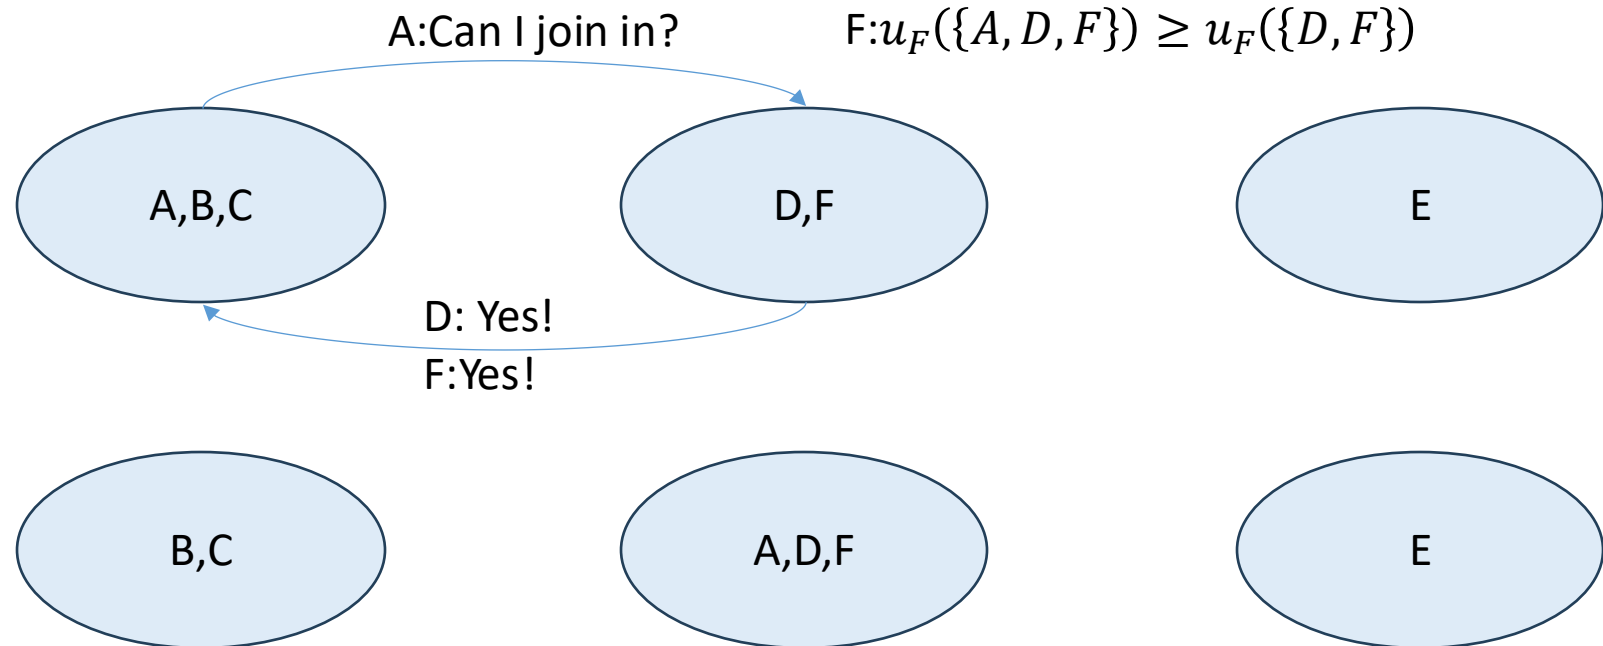 A:Can I join in?
F:u_F({A, D, F}) ≥ u_F({D, F})
A,B,C
D,F
E
D: Yes!
F:Yes!
B,C
A,D,F
E